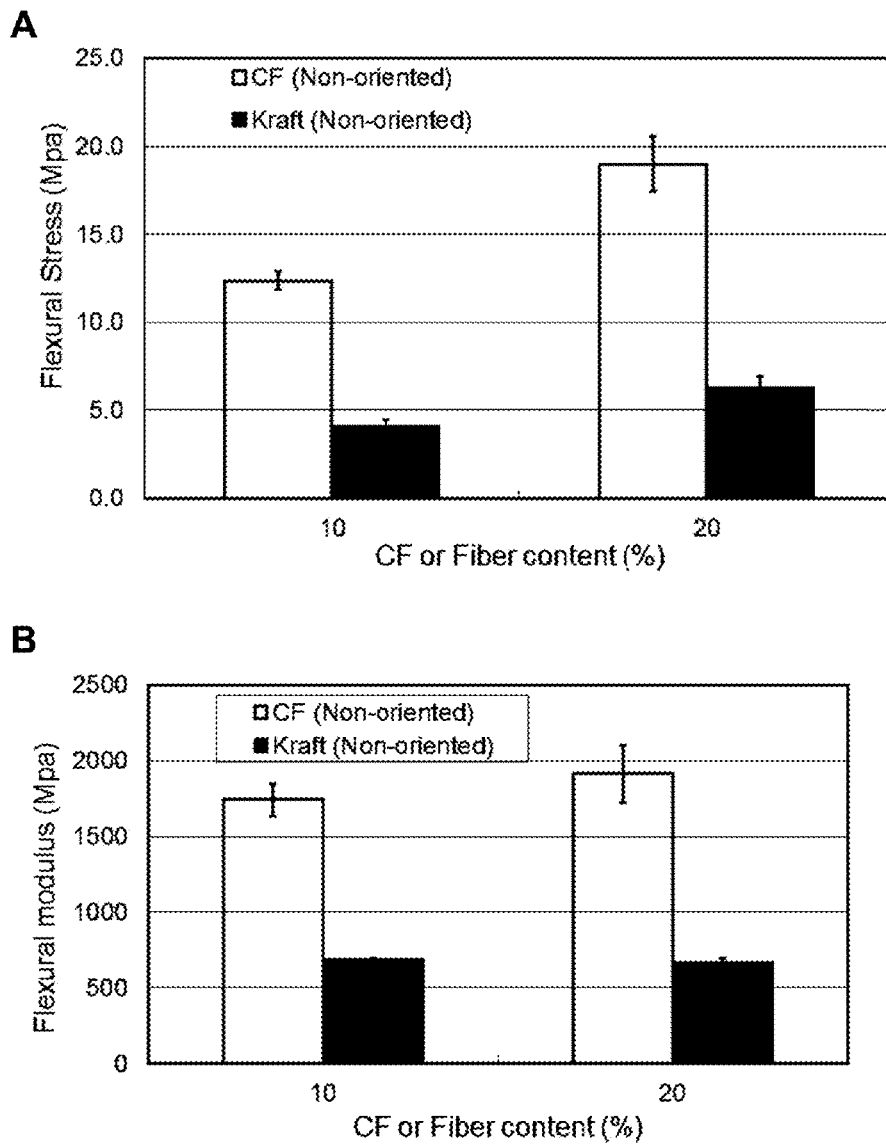 A
25.0
20.0
15.0
10.0
5.0
0.0
Flexural Stress (Mpa)
CF (Non-oriented)
Kraft (Non-oriented)
10 20
CF or Fiber content (%)
B
2500
2000
1500
1000
500
0
Flexural modulus (Mpa)
CF (Non-oriented)
Kraft (Non-oriented)
10 20
CF or Fiber content (%)